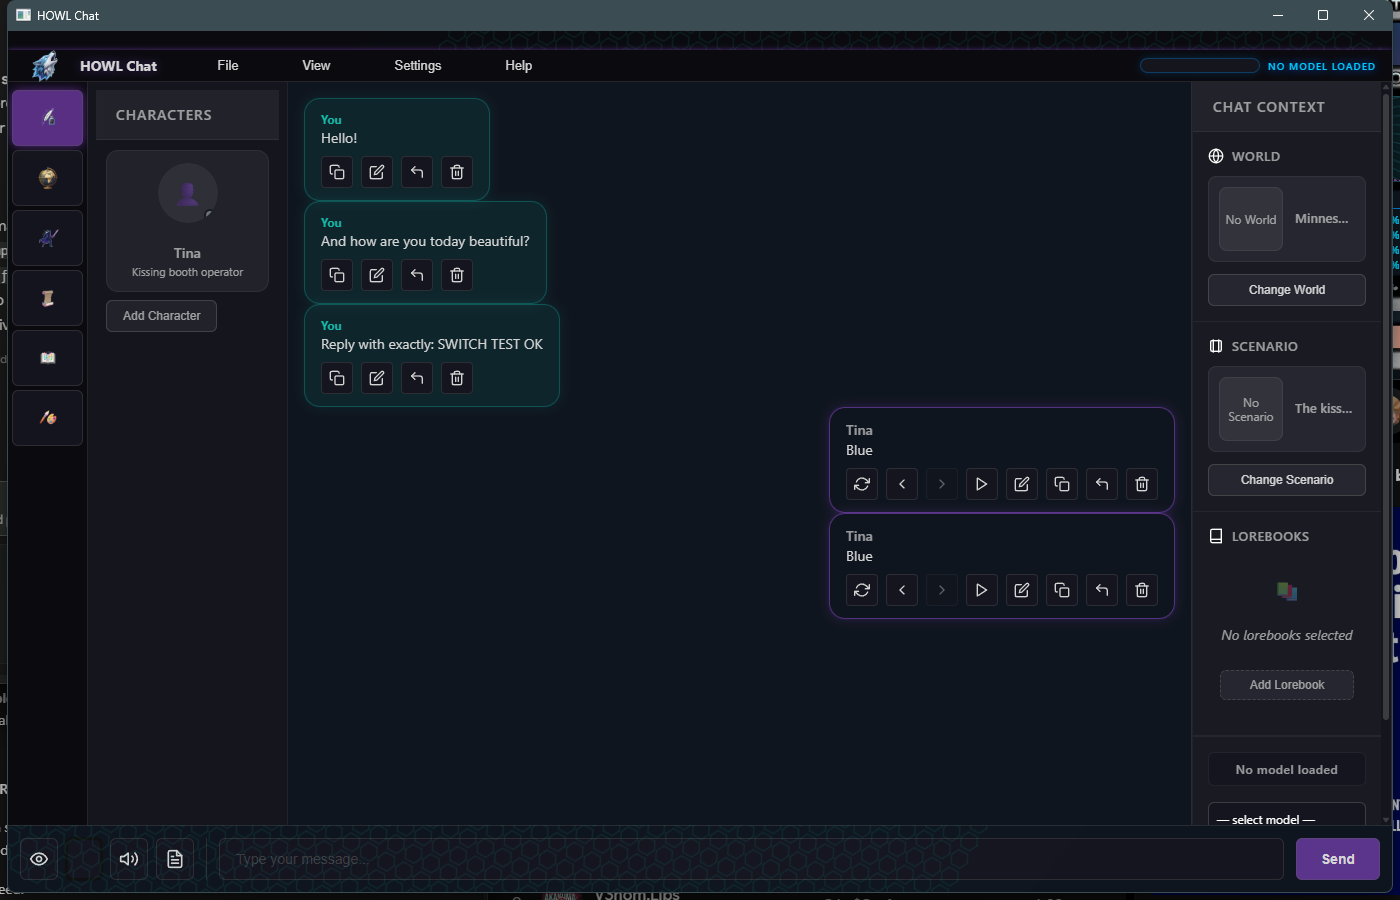 HOWL Chat
HOWL Chat
File
View
Settings
Help
NO MODEL LOADED
CHARACTERS
Tina
Kissing booth operator
Add Character
You
Hello!
You
And how are you today beautiful?
You
Reply with exactly: SWITCH TEST OK
Tina
Blue
Tina
Blue
CHAT CONTEXT
WORLD
No World
Minnes...
Change World
SCENARIO
No
Scenario
The kiss...
Change Scenario
LOREBOOKS
No lorebooks selected
Add Lorebook
No model loaded
— select model —
Type your message...
Send